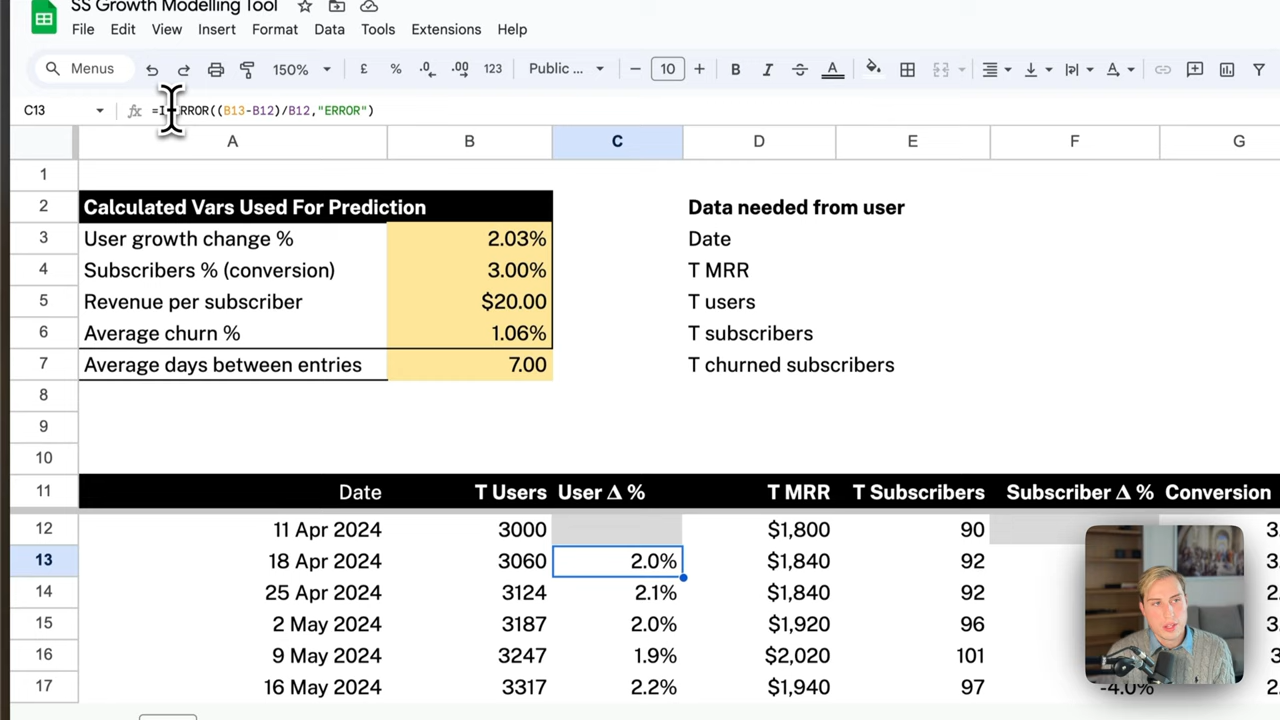 SS Growth Modelling Tool
File Edit View Insert Format Data Tools Extensions Help
Menus 150% £ % .0 .00 123 Public ... 10 B I A
C13 fx =I RROR((B13-B12)/B12,"ERROR")
A B C D E F G
1
2 Calculated Vars Used For Prediction Data needed from user
3 User growth change % 2.03% Date
4 Subscribers % (conversion) 3.00% T MRR
5 Revenue per subscriber $20.00 T users
6 Average churn % 1.06% T subscribers
7 Average days between entries 7.00 T churned subscribers
8
9
10
11 Date T Users User Δ % T MRR T Subscribers Subscriber Δ % Conversion
12 11 Apr 2024 3000 $1,800 90 3.
13 18 Apr 2024 3060 2.0% $1,840 92 3.
14 25 Apr 2024 3124 2.1% $1,840 92 2.
15 2 May 2024 3187 2.0% $1,920 96 3.
16 9 May 2024 3247 1.9% $2,020 101 3
17 16 May 2024 3317 2.2% $1,940 97 -4.0% 2.